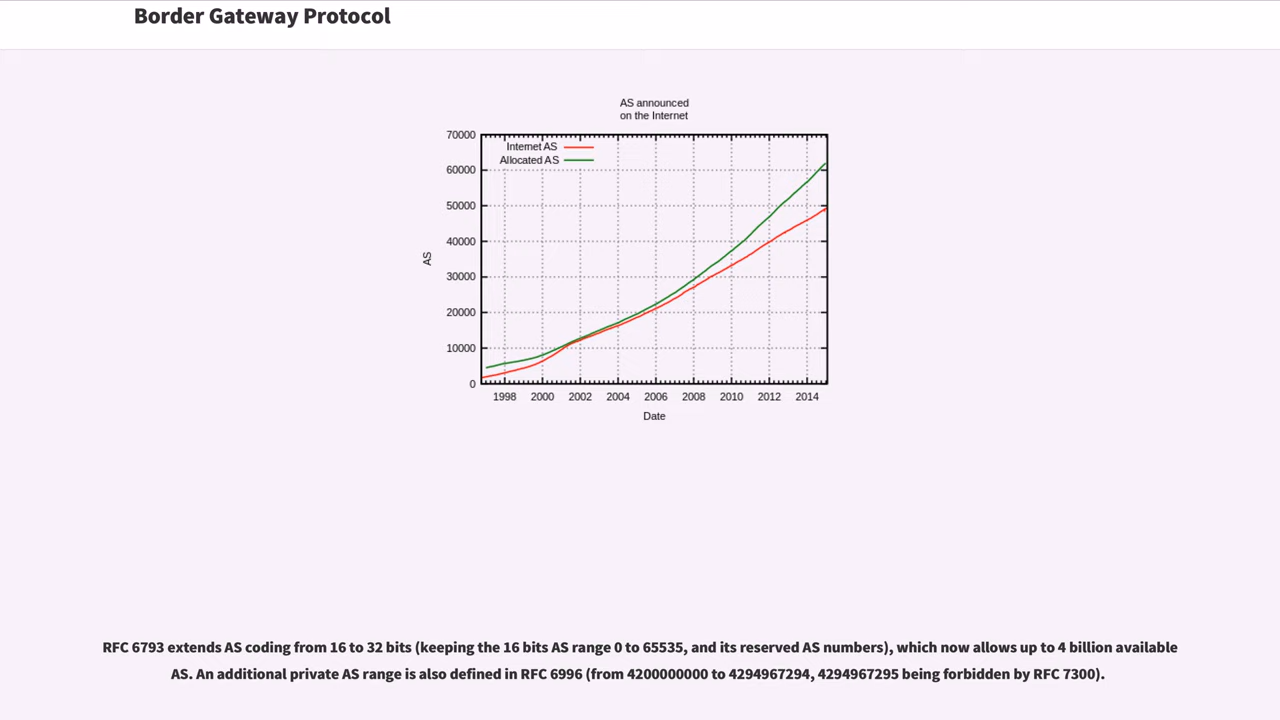 Border Gateway Protocol
AS announced
on the Internet
Internet AS
Allocated AS
70000
60000
50000
40000
30000
20000
10000
0
AS
1998 2000 2002 2004 2006 2008 2010 2012 2014
Date
RFC 6793 extends AS coding from 16 to 32 bits (keeping the 16 bits AS range 0 to 65535, and its reserved AS numbers), which now allows up to 4 billion available
AS. An additional private AS range is also defined in RFC 6996 (from 4200000000 to 4294967294, 4294967295 being forbidden by RFC 7300).